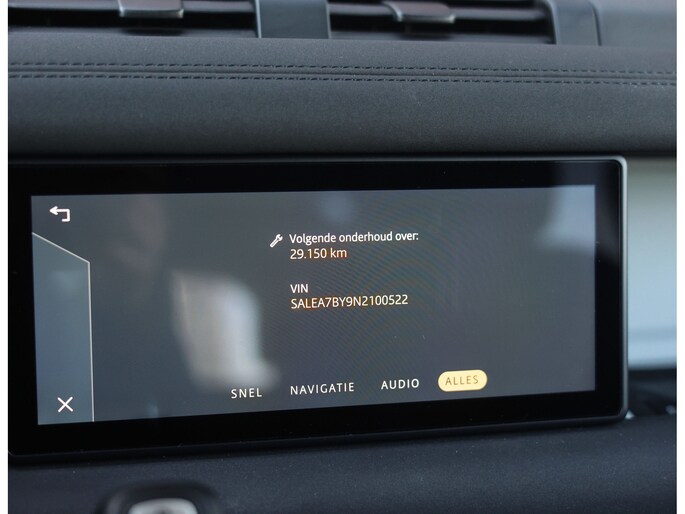 Volgende onderhoud over:
29.150 km
VIN
SALEA7BY9N2100522
SNEL NAVIGATIE AUDIO ALLES